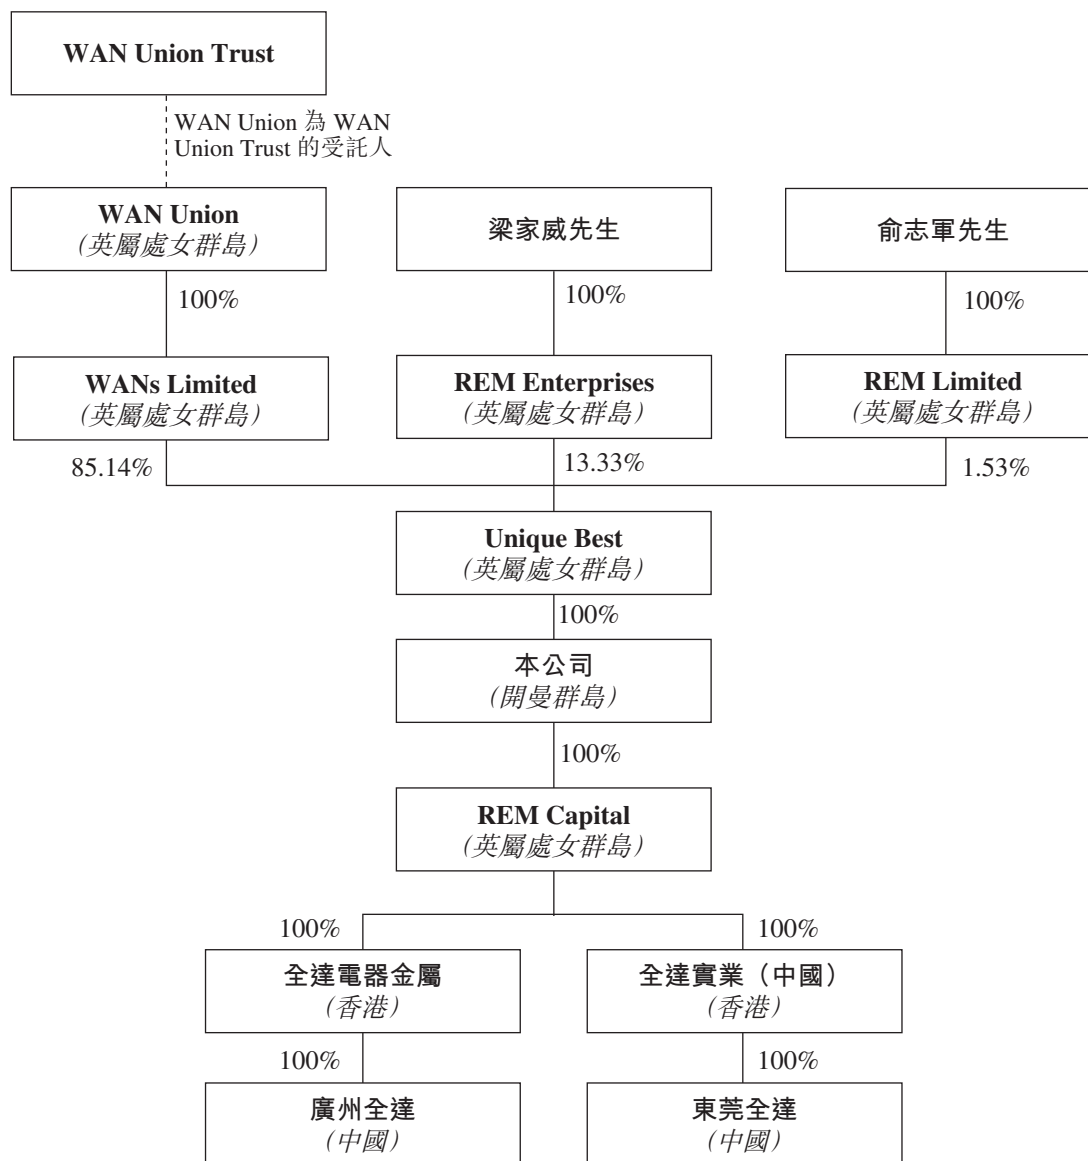 WAN Union Trust
WAN Union 為 WAN
Union Trust 的受託人
WAN Union
(英屬處女群島)
梁家威先生
俞志軍先生
100%
100%
100%
WANs Limited
(英屬處女群島)
REM Enterprises
(英屬處女群島)
REM Limited
(英屬處女群島)
85.14%
13.33%
1.53%
Unique Best
(英屬處女群島)
100%
本公司
(開曼群島)
100%
REM Capital
(英屬處女群島)
100%
100%
全達電器金屬
(香港)
全達實業（中國）
(香港)
100%
100%
廣州全達
(中國)
東莞全達
(中國)